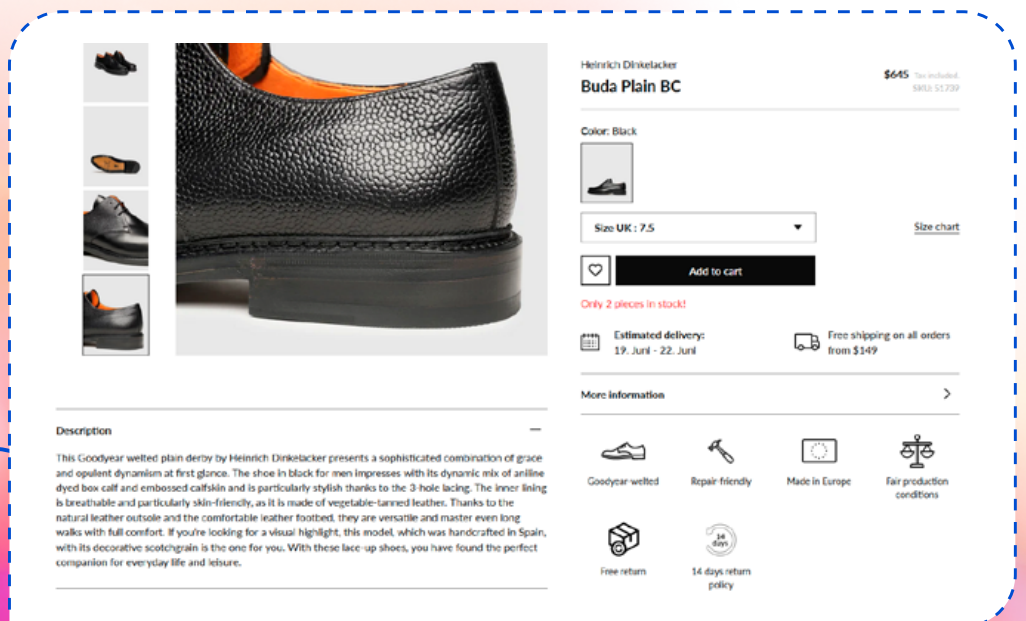 Heinrich Dinkelacker
Buda Plain BC
$645 Tax included.
SKU: 51739
Color: Black
Size UK : 7.5
Size chart
Add to cart
Only 2 pieces in stock!
Estimated delivery:
19. Juni - 22. Juni
Free shipping on all orders
from $149
More information
Goodyear-welted
Repair-friendly
Made in Europe
Fair production
conditions
14
days
Free return
14 days return
policy
Description
This Goodyear welted plain derby by Heinrich Dinkelacker presents a sophisticated combination of grace
and opulent dynamism at first glance. The shoe in black for men impresses with its dynamic mix of aniline
dyed box calf and embossed calfskin and is particularly stylish thanks to the 3-hole lacing. The inner lining
is breathable and particularly skin-friendly, as it is made of vegetable-tanned leather. Thanks to the
natural leather outsole and the comfortable leather footbed, they are versatile and master even long
walks with full comfort. If you're looking for a visual highlight, this model, which was handcrafted in Spain,
with its decorative scotchgrain is the one for you. With these lace-up shoes, you have found the perfect
companion for everyday life and leisure.